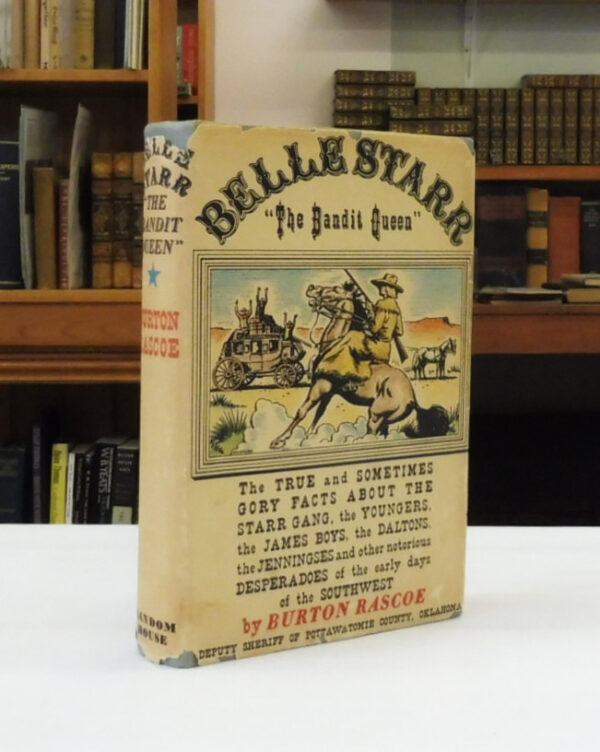 BELLE STARR
"The Bandit Queen"
The TRUE and SOMETIMES
GORY FACTS ABOUT THE
STARR GANG, the YOUNGERS,
the JAMES BOYS, the DALTONS,
the JENNINGSES and other notorious
DESPERADOES of the early days
of the SOUTHWEST
by BURTON RASCOE
DEPUTY SHERIFF OF POTTAWATOMIE COUNTY, OKLAHOMA
BELLE
STARR
"THE
BANDIT
QUEEN"
BURTON
RASCOE
RANDOM
HOUSE
W B YEATS